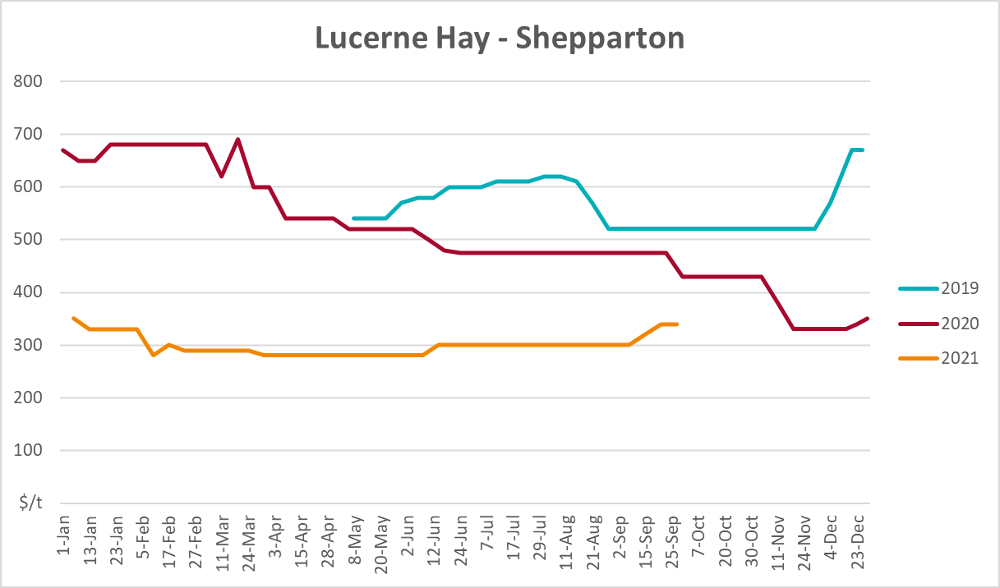 Lucerne Hay - Shepparton
800
700
600
500
400
300
200
100
$/t
1-Jan
13-Jan
23-Jan
5-Feb
17-Feb
27-Feb
11-Mar
24-Mar
3-Apr
15-Apr
28-Apr
8-May
20-May
2-Jun
12-Jun
24-Jun
7-Jul
17-Jul
29-Jul
11-Aug
21-Aug
2-Sep
15-Sep
25-Sep
7-Oct
20-Oct
30-Oct
11-Nov
24-Nov
4-Dec
23-Dec
2019
2020
2021